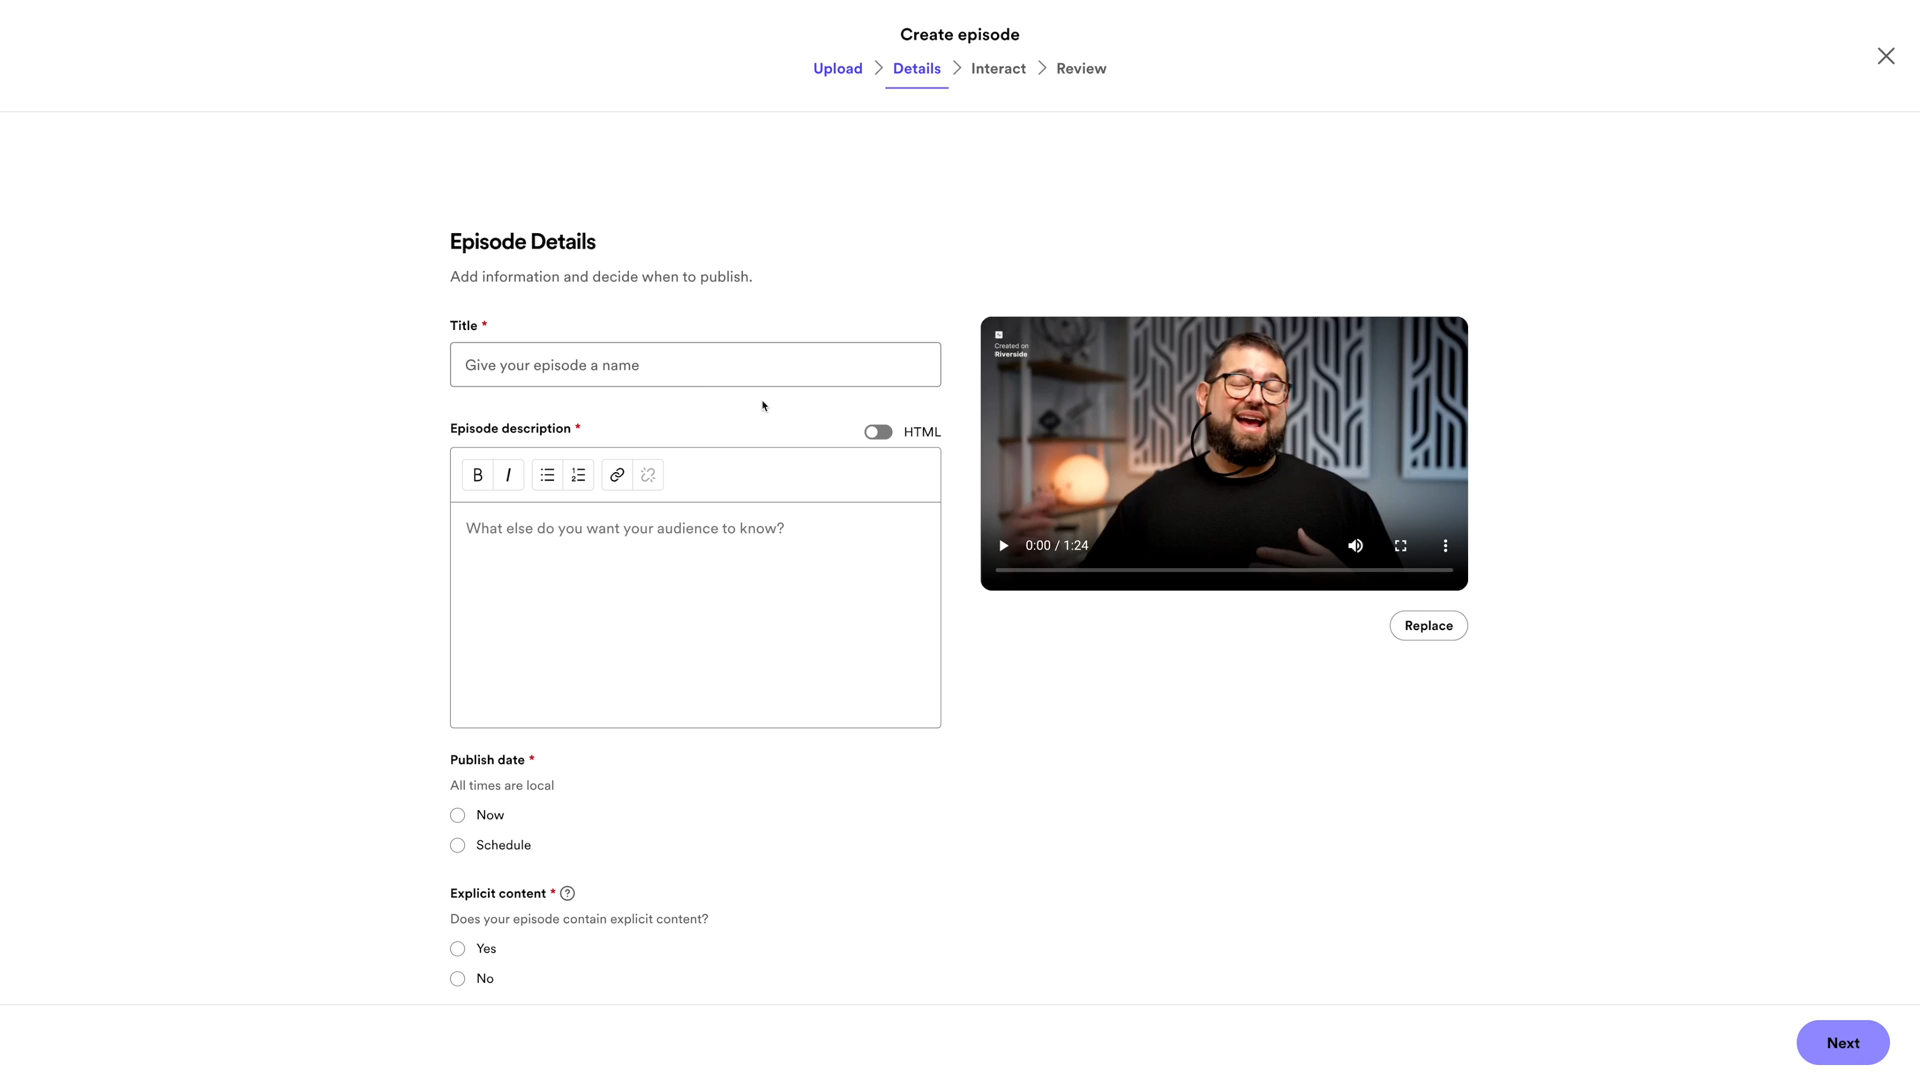 Create episode
Upload
Details
Interact
Review
Episode Details
Add information and decide when to publish.
Title *
Give your episode a name
Episode description *
HTML
B I
What else do you want your audience to know?
Created on
Riverside
0:00 / 1:24
Replace
Publish date *
All times are local
Now
Schedule
Explicit content * ?
Does your episode contain explicit content?
Yes
No
Next